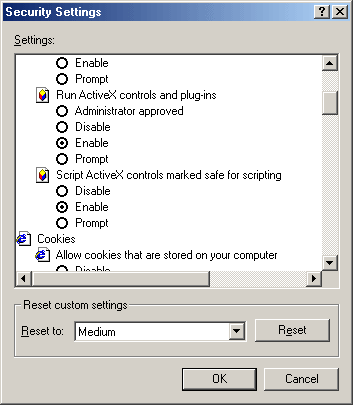 Security Settings
Settings:
Enable
Prompt
Run ActiveX controls and plug-ins
Administrator approved
Disable
Enable
Prompt
Script ActiveX controls marked safe for scripting
Disable
Enable
Prompt
Cookies
Allow cookies that are stored on your computer
Disable
Reset custom settings
Reset to: Medium Reset
OK Cancel